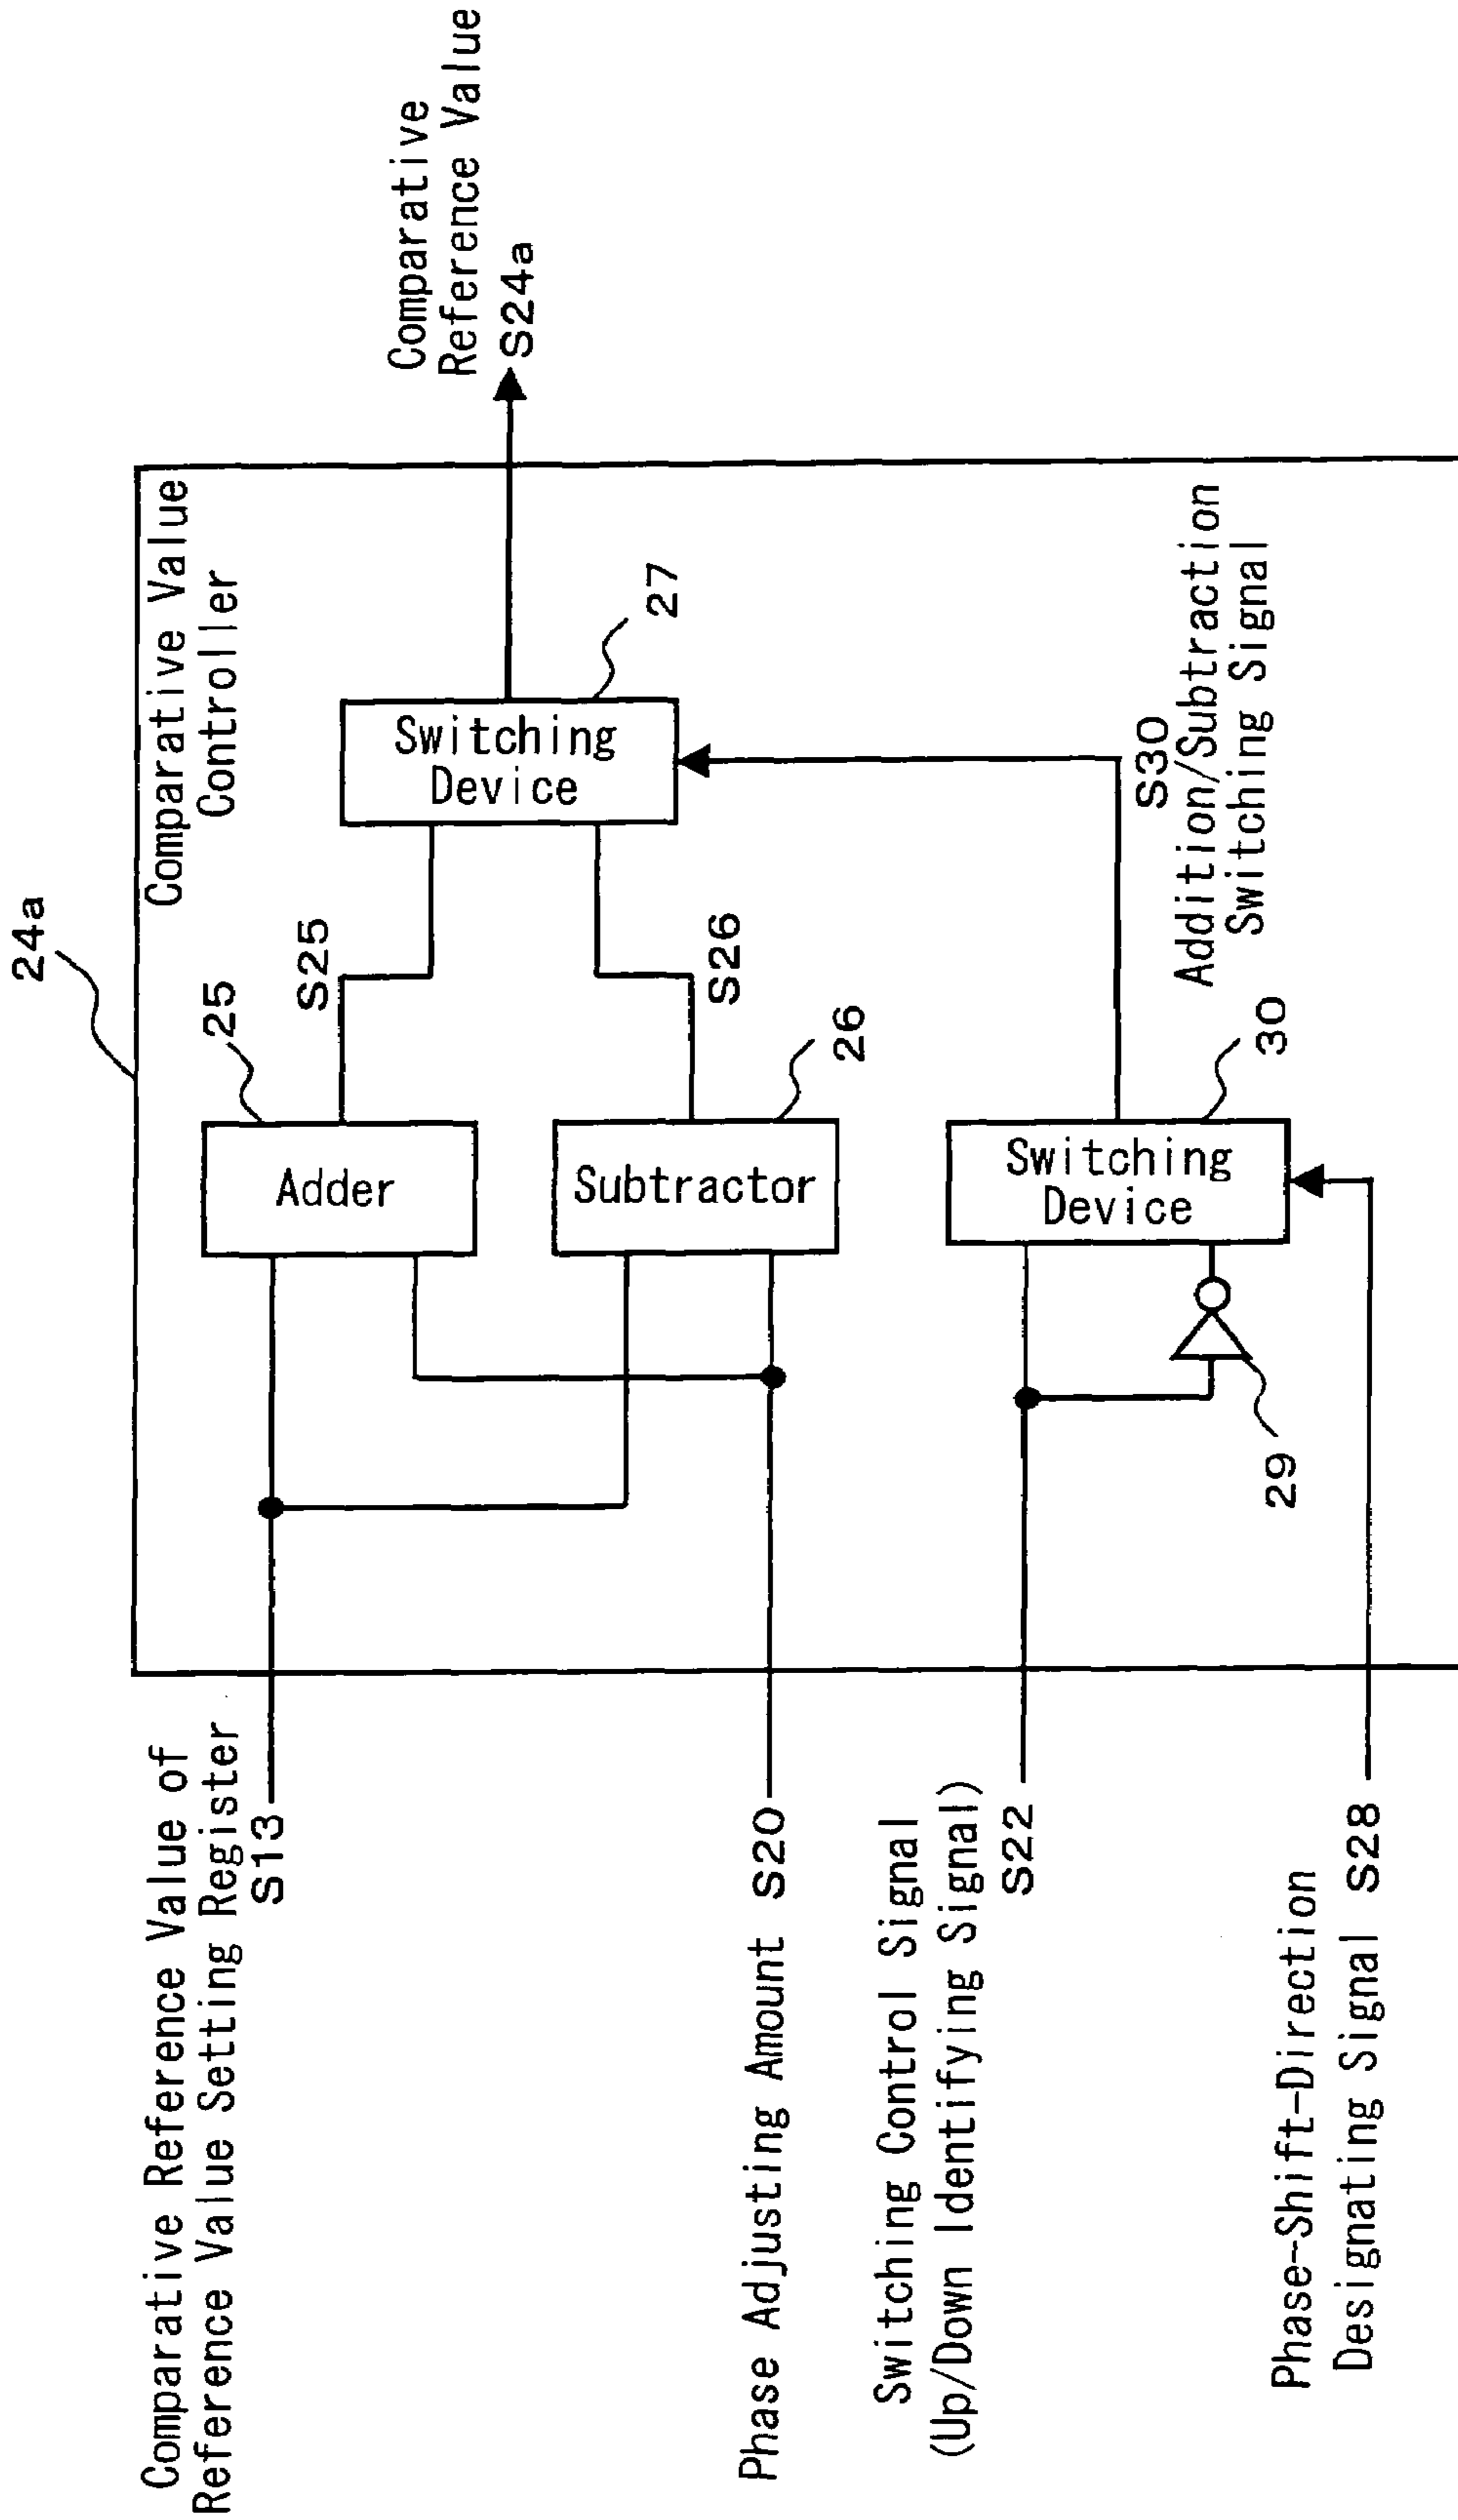 24a
Comparative Value
Controller
Comparative Reference Value of
Reference Value Setting Register
S13
25
Adder
S25
Switching
Device
27
Comparative
Reference Value
S24a
Phase Adjusting Amount S20
Subtractor
26
S26
Switching Control Signal
(Up/Down Identifying Signal)
S22
29
Switching
Device
30
S30
Addition/Subtraction
Switching Signal
Phase-Shift-Direction
Designating Signal S28